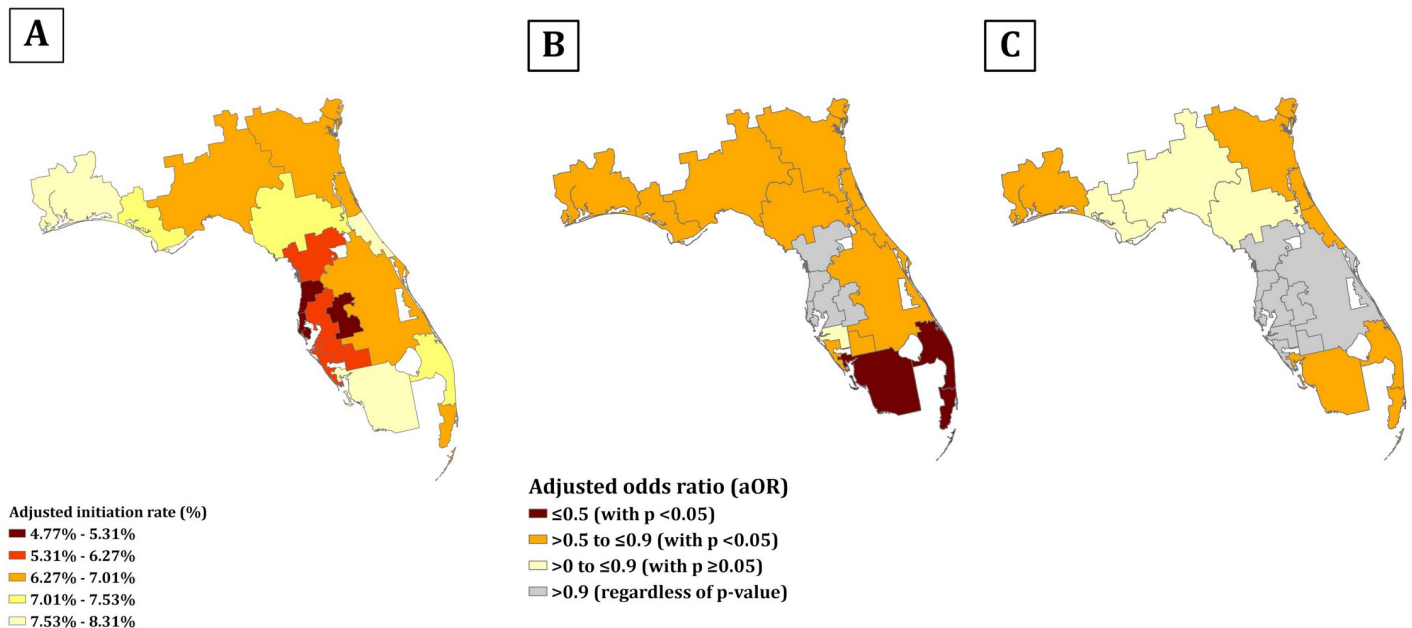 A
B
C
Adjusted initiation rate (%)
4.77% - 5.31%
5.31% - 6.27%
6.27% - 7.01%
7.01% - 7.53%
7.53% - 8.31%
Adjusted odds ratio (aOR)
≤0.5 (with p <0.05)
>0.5 to ≤0.9 (with p <0.05)
>0 to ≤0.9 (with p ≥0.05)
>0.9 (regardless of p-value)